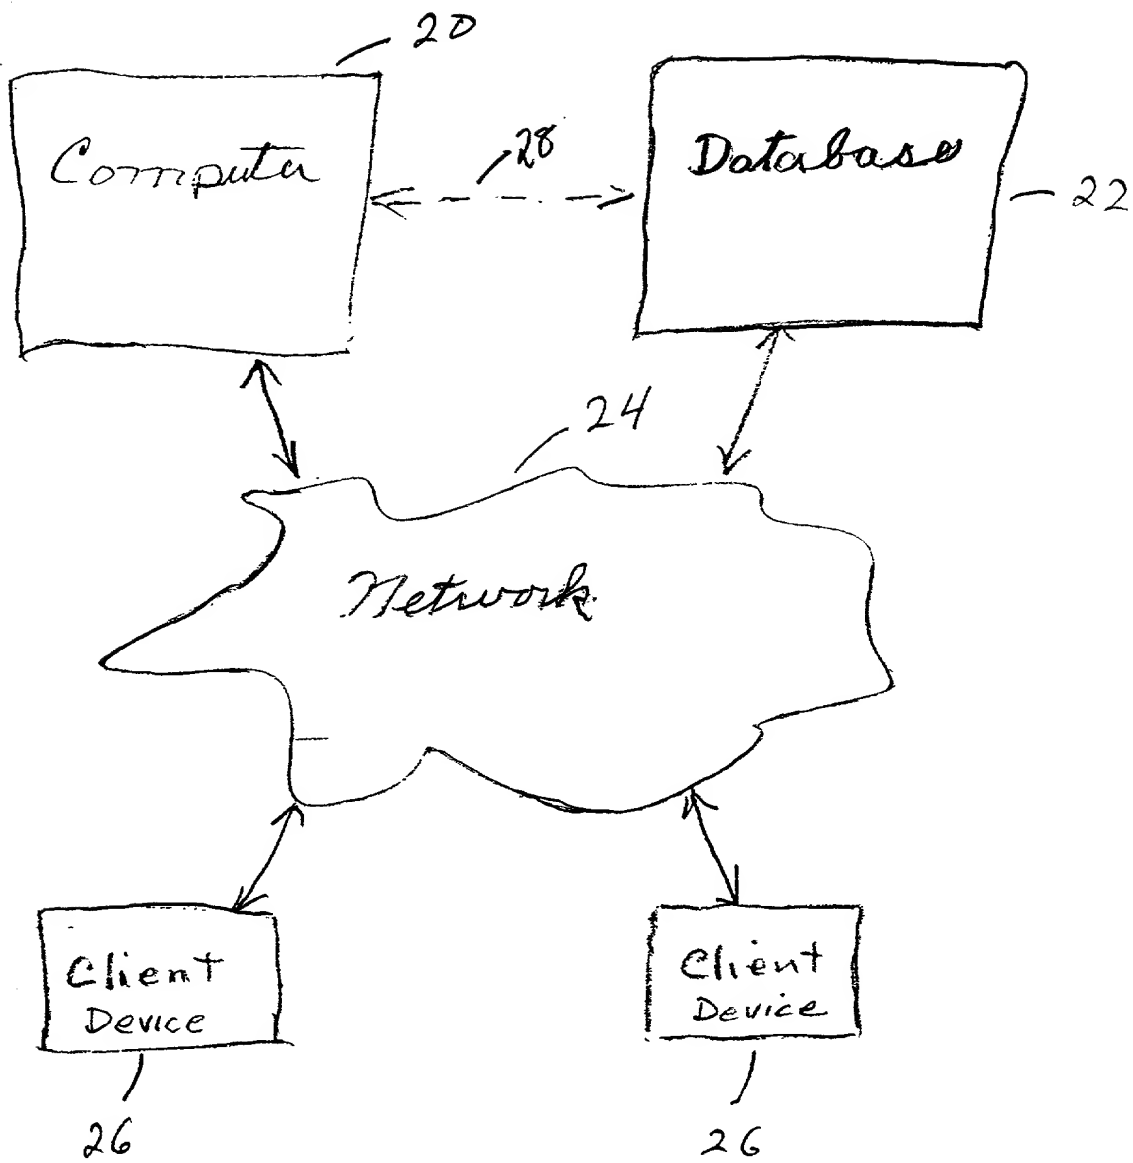 20
Computer
28
Database
22
24
Network
Client
Device
26
Client
Device
26